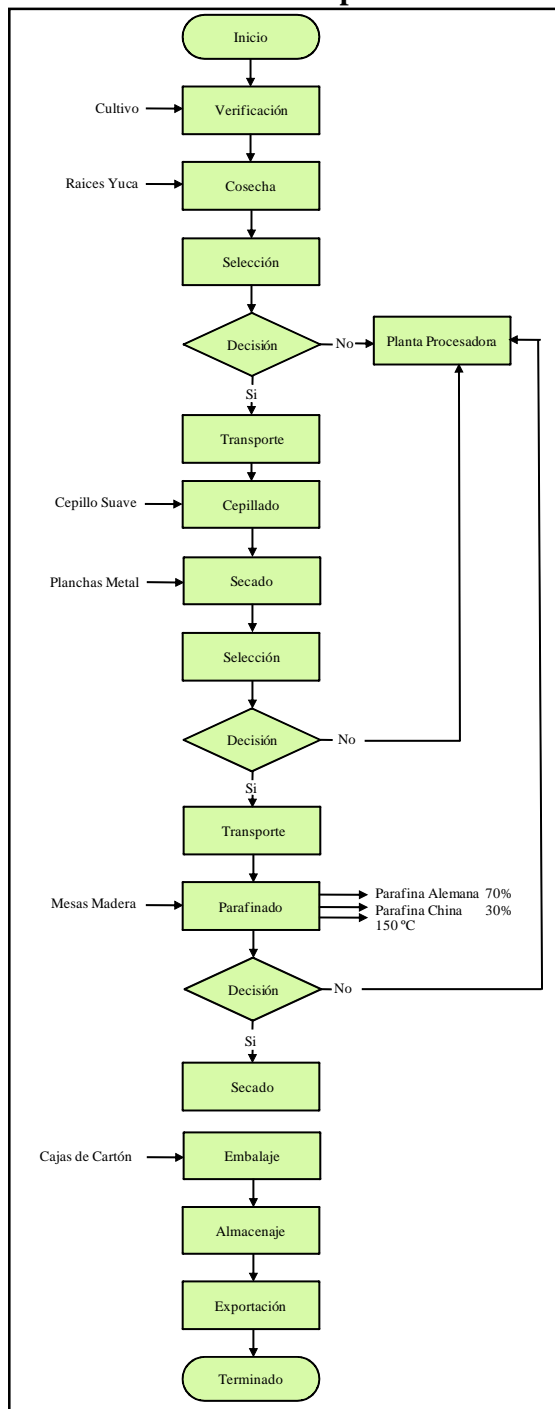 Inicio
Cultivo
Verificación
Raices Yuca
Cosecha
Selección
Decisión
No
Planta Procesadora
Si
Transporte
Cepillo Suave
Cepillado
Planchas Metal
Secado
Selección
Decisión
No
Si
Transporte
Mesas Madera
Parafinado
Parafina Alemana 70%
Parafina China 30%
150 ºC
Decisión
No
Si
Secado
Cajas de Cartón
Embalaje
Almacenaje
Exportación
Terminado